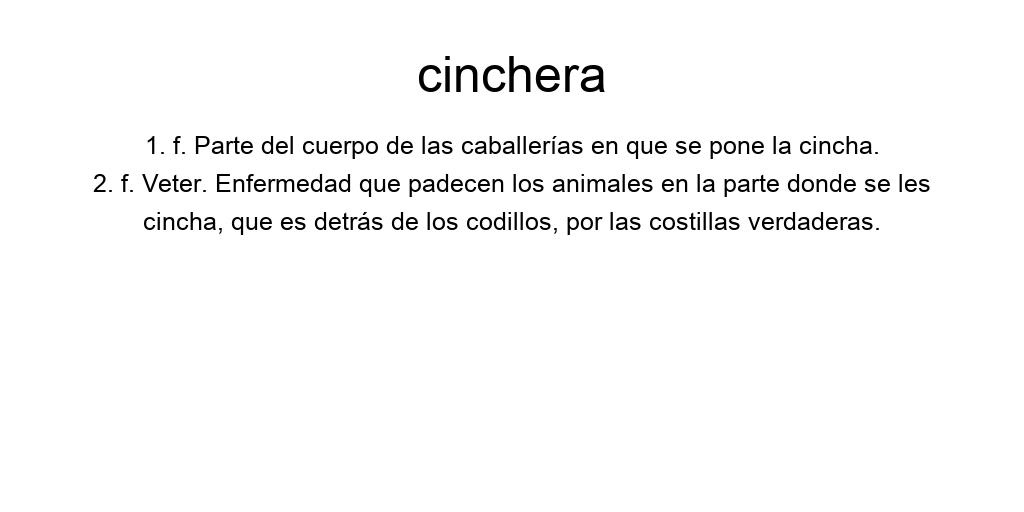 cinchera
1. f. Parte del cuerpo de las caballerías en que se pone la cincha.
2. f. Veter. Enfermedad que padecen los animales en la parte donde se les
cincha, que es detrás de los codillos, por las costillas verdaderas.